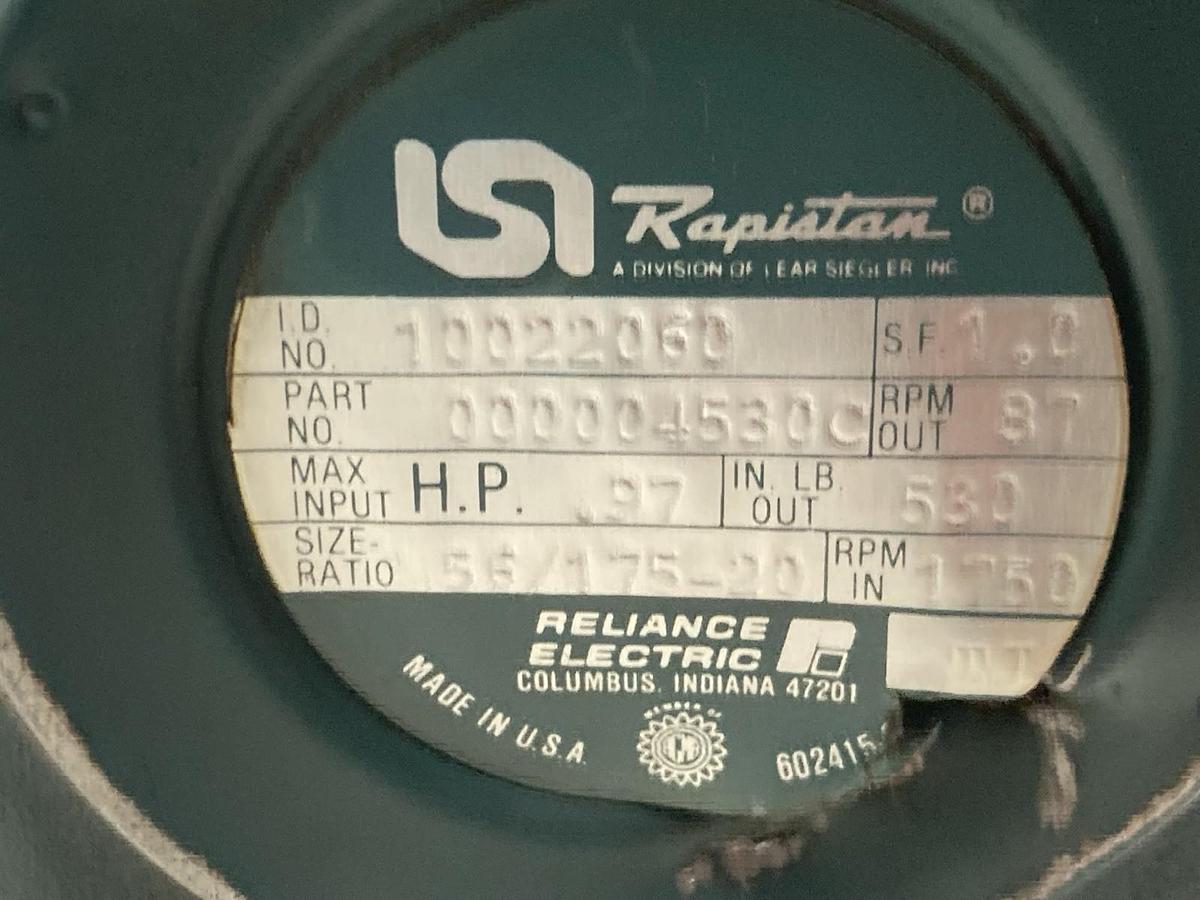 Rapistan ®
A DIVISION OF LEAR SIEGLER INC
I.D. NO. 10022060 S.F. 1.0
PART NO. 000004530C RPM OUT 87
MAX INPUT H.P. .97 IN. LB. OUT 530
SIZE-RATIO 56/175-20 RPM IN 1750
RELIANCE
ELECTRIC
COLUMBUS, INDIANA 47201
MADE IN U.S.A.
MEMBER OF
602415